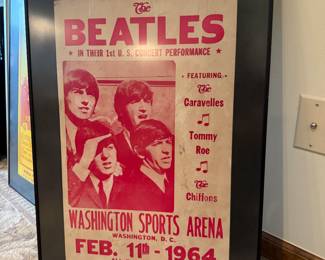 The
BEATLES
★ IN THEIR 1st U. S. CONCERT PERFORMANCE ★
- FEATURING -
The
Caravelles
Tommy
Roe
The
Chiffons
WASHINGTON SPORTS ARENA
WASHINGTON, D. C.
FEB. 11th - 1964